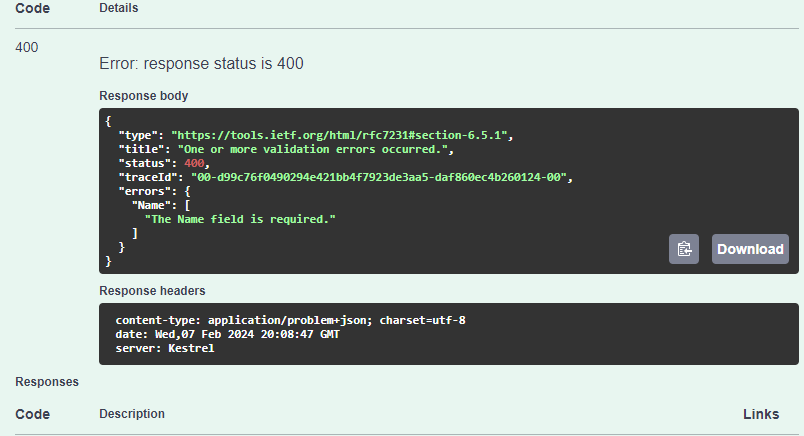 Code Details
400
Error: response status is 400
Response body
{
  "type": "https://tools.ietf.org/html/rfc7231#section-6.5.1",
  "title": "One or more validation errors occurred.",
  "status": 400,
  "traceId": "00-d99c76f0490294e421bb4f7923de3aa5-daf860ec4b260124-00",
  "errors": {
    "Name": [
      "The Name field is required."
    ]
  }
}
Download
Response headers
content-type: application/problem+json; charset=utf-8
date: Wed,07 Feb 2024 20:08:47 GMT
server: Kestrel
Responses
Code Description Links